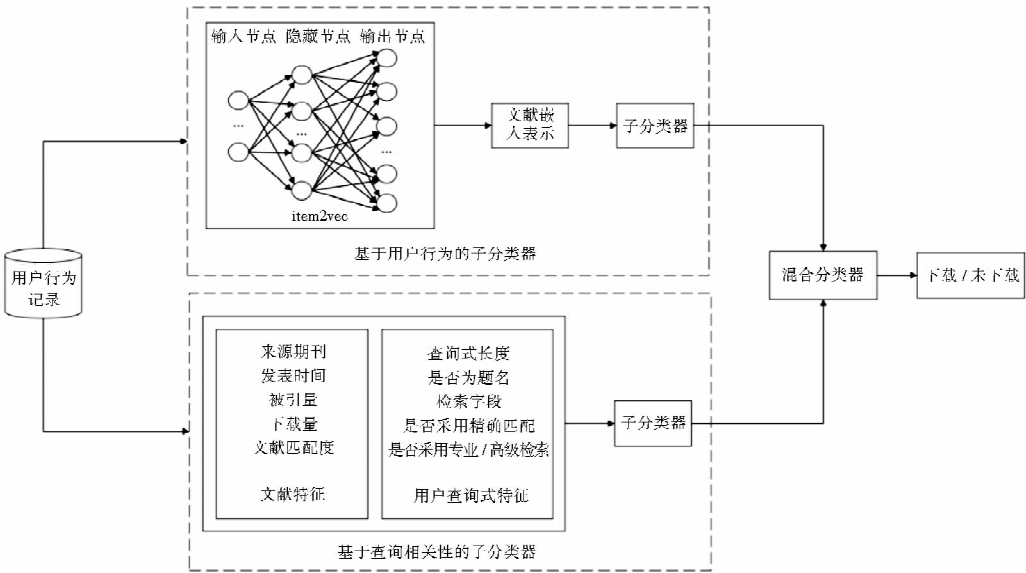 输入节点 隐藏节点 输出节点
...
...
...
item2vec
文献嵌
入表示
子分类器
基于用户行为的子分类器
用户行为
记录
混合分类器
下载/未下载
来源期刊
发表时间
被引量
下载量
文献匹配度
文献特征
查询式长度
是否为题名
检索字段
是否采用精确匹配
是否采用专业/高级检索
用户查询式特征
子分类器
基于查询相关性的子分类器